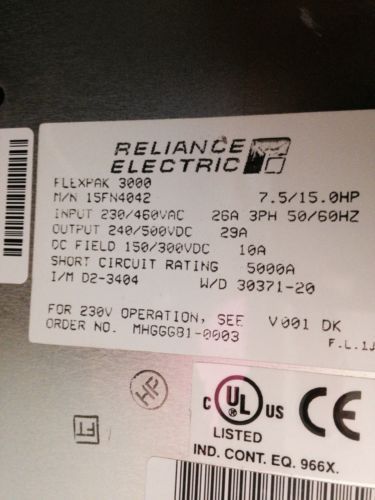 RELIANCE
ELECTRIC
FLEXPAK 3000
M/N 15FN4042 7.5/15.0HP
INPUT 230/460VAC 26A 3PH 50/60HZ
OUTPUT 240/500VDC 29A
DC FIELD 150/300VDC 10A
SHORT CIRCUIT RATING 5000A
I/M D2-3404 W/D 30371-20
FOR 230V OPERATION, SEE V001 DK
ORDER NO. MHGGG81-0003
F.L.1J
HP
FT
C UL US CE
LISTED
IND. CONT. EQ. 966X.